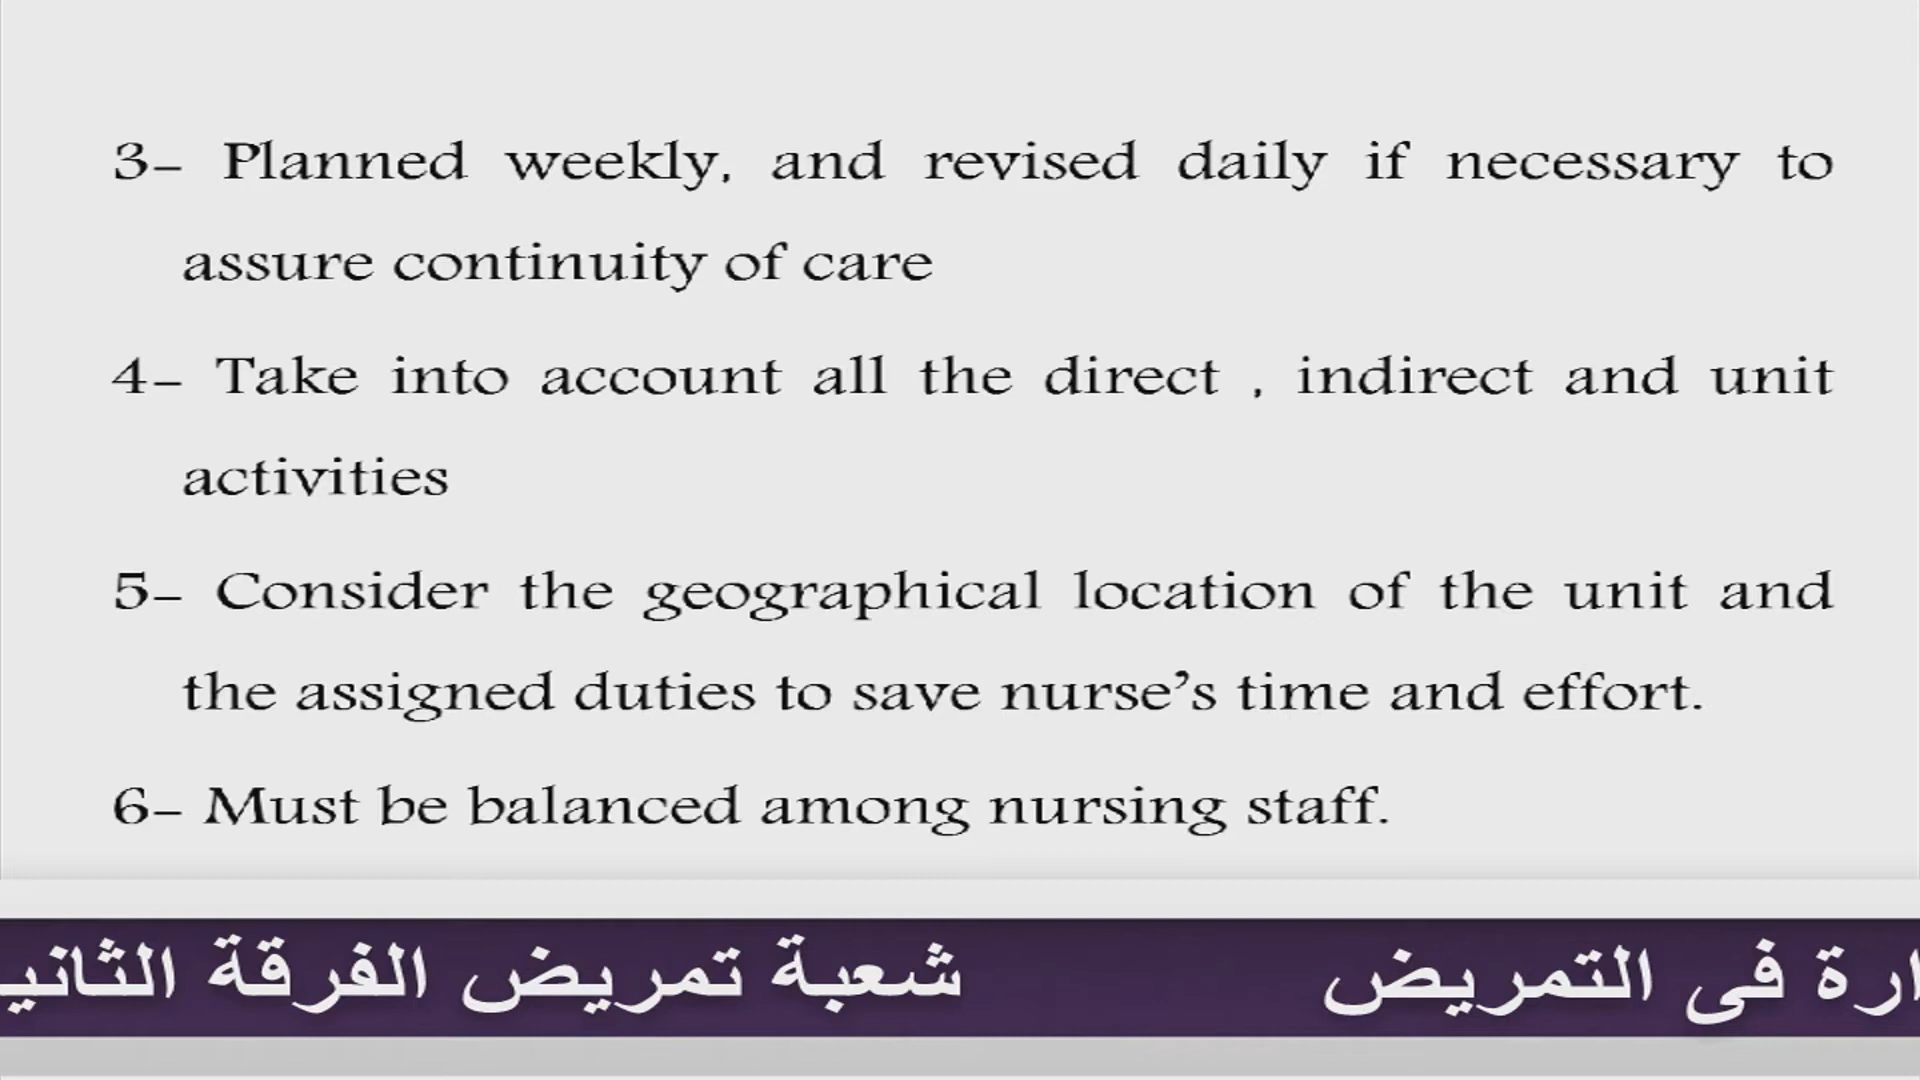 3- Planned weekly, and revised daily if necessary to
assure continuity of care
4- Take into account all the direct , indirect and unit
activities
5- Consider the geographical location of the unit and
the assigned duties to save nurse’s time and effort.
6- Must be balanced among nursing staff.
فى التمريض شعبة تمريض الفرقة